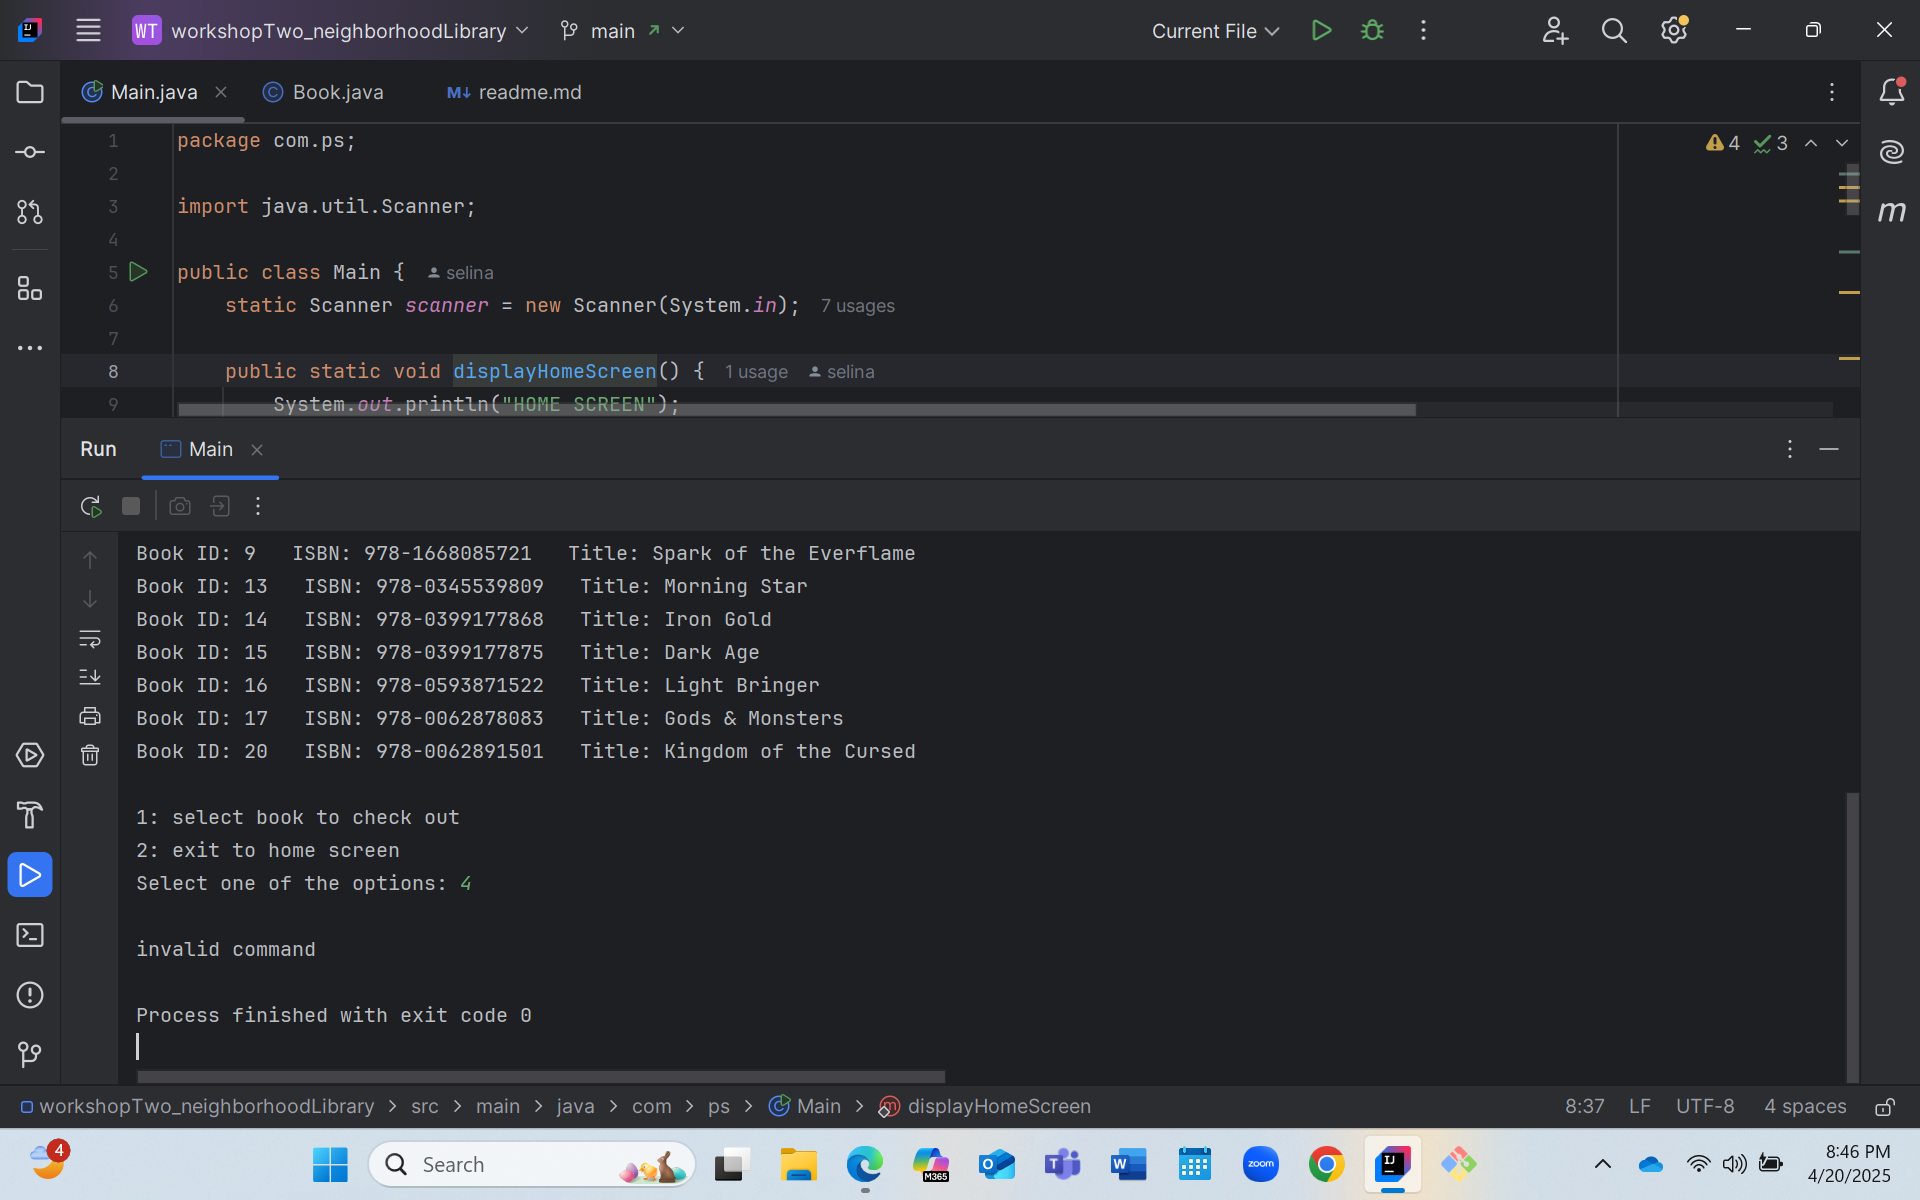 WT workshopTwo_neighborhoodLibrary main Current File
Main.java Book.java M↓ readme.md
1 package com.ps; 4 3
2
3 import java.util.Scanner;
4
5 public class Main { selina
6 static Scanner scanner = new Scanner(System.in); 7 usages
7
8 public static void displayHomeScreen() { 1 usage selina
9 System.out.println("HOME SCREEN");
Run Main
Book ID: 9 ISBN: 978-1668085721 Title: Spark of the Everflame
Book ID: 13 ISBN: 978-0345539809 Title: Morning Star
Book ID: 14 ISBN: 978-0399177868 Title: Iron Gold
Book ID: 15 ISBN: 978-0399177875 Title: Dark Age
Book ID: 16 ISBN: 978-0593871522 Title: Light Bringer
Book ID: 17 ISBN: 978-0062878083 Title: Gods & Monsters
Book ID: 20 ISBN: 978-0062891501 Title: Kingdom of the Cursed
1: select book to check out
2: exit to home screen
Select one of the options: 4
invalid command
Process finished with exit code 0
workshopTwo_neighborhoodLibrary > src > main > java > com > ps > Main > displayHomeScreen 8:37 LF UTF-8 4 spaces
4 Search M365 zoom 8:46 PM
4/20/2025